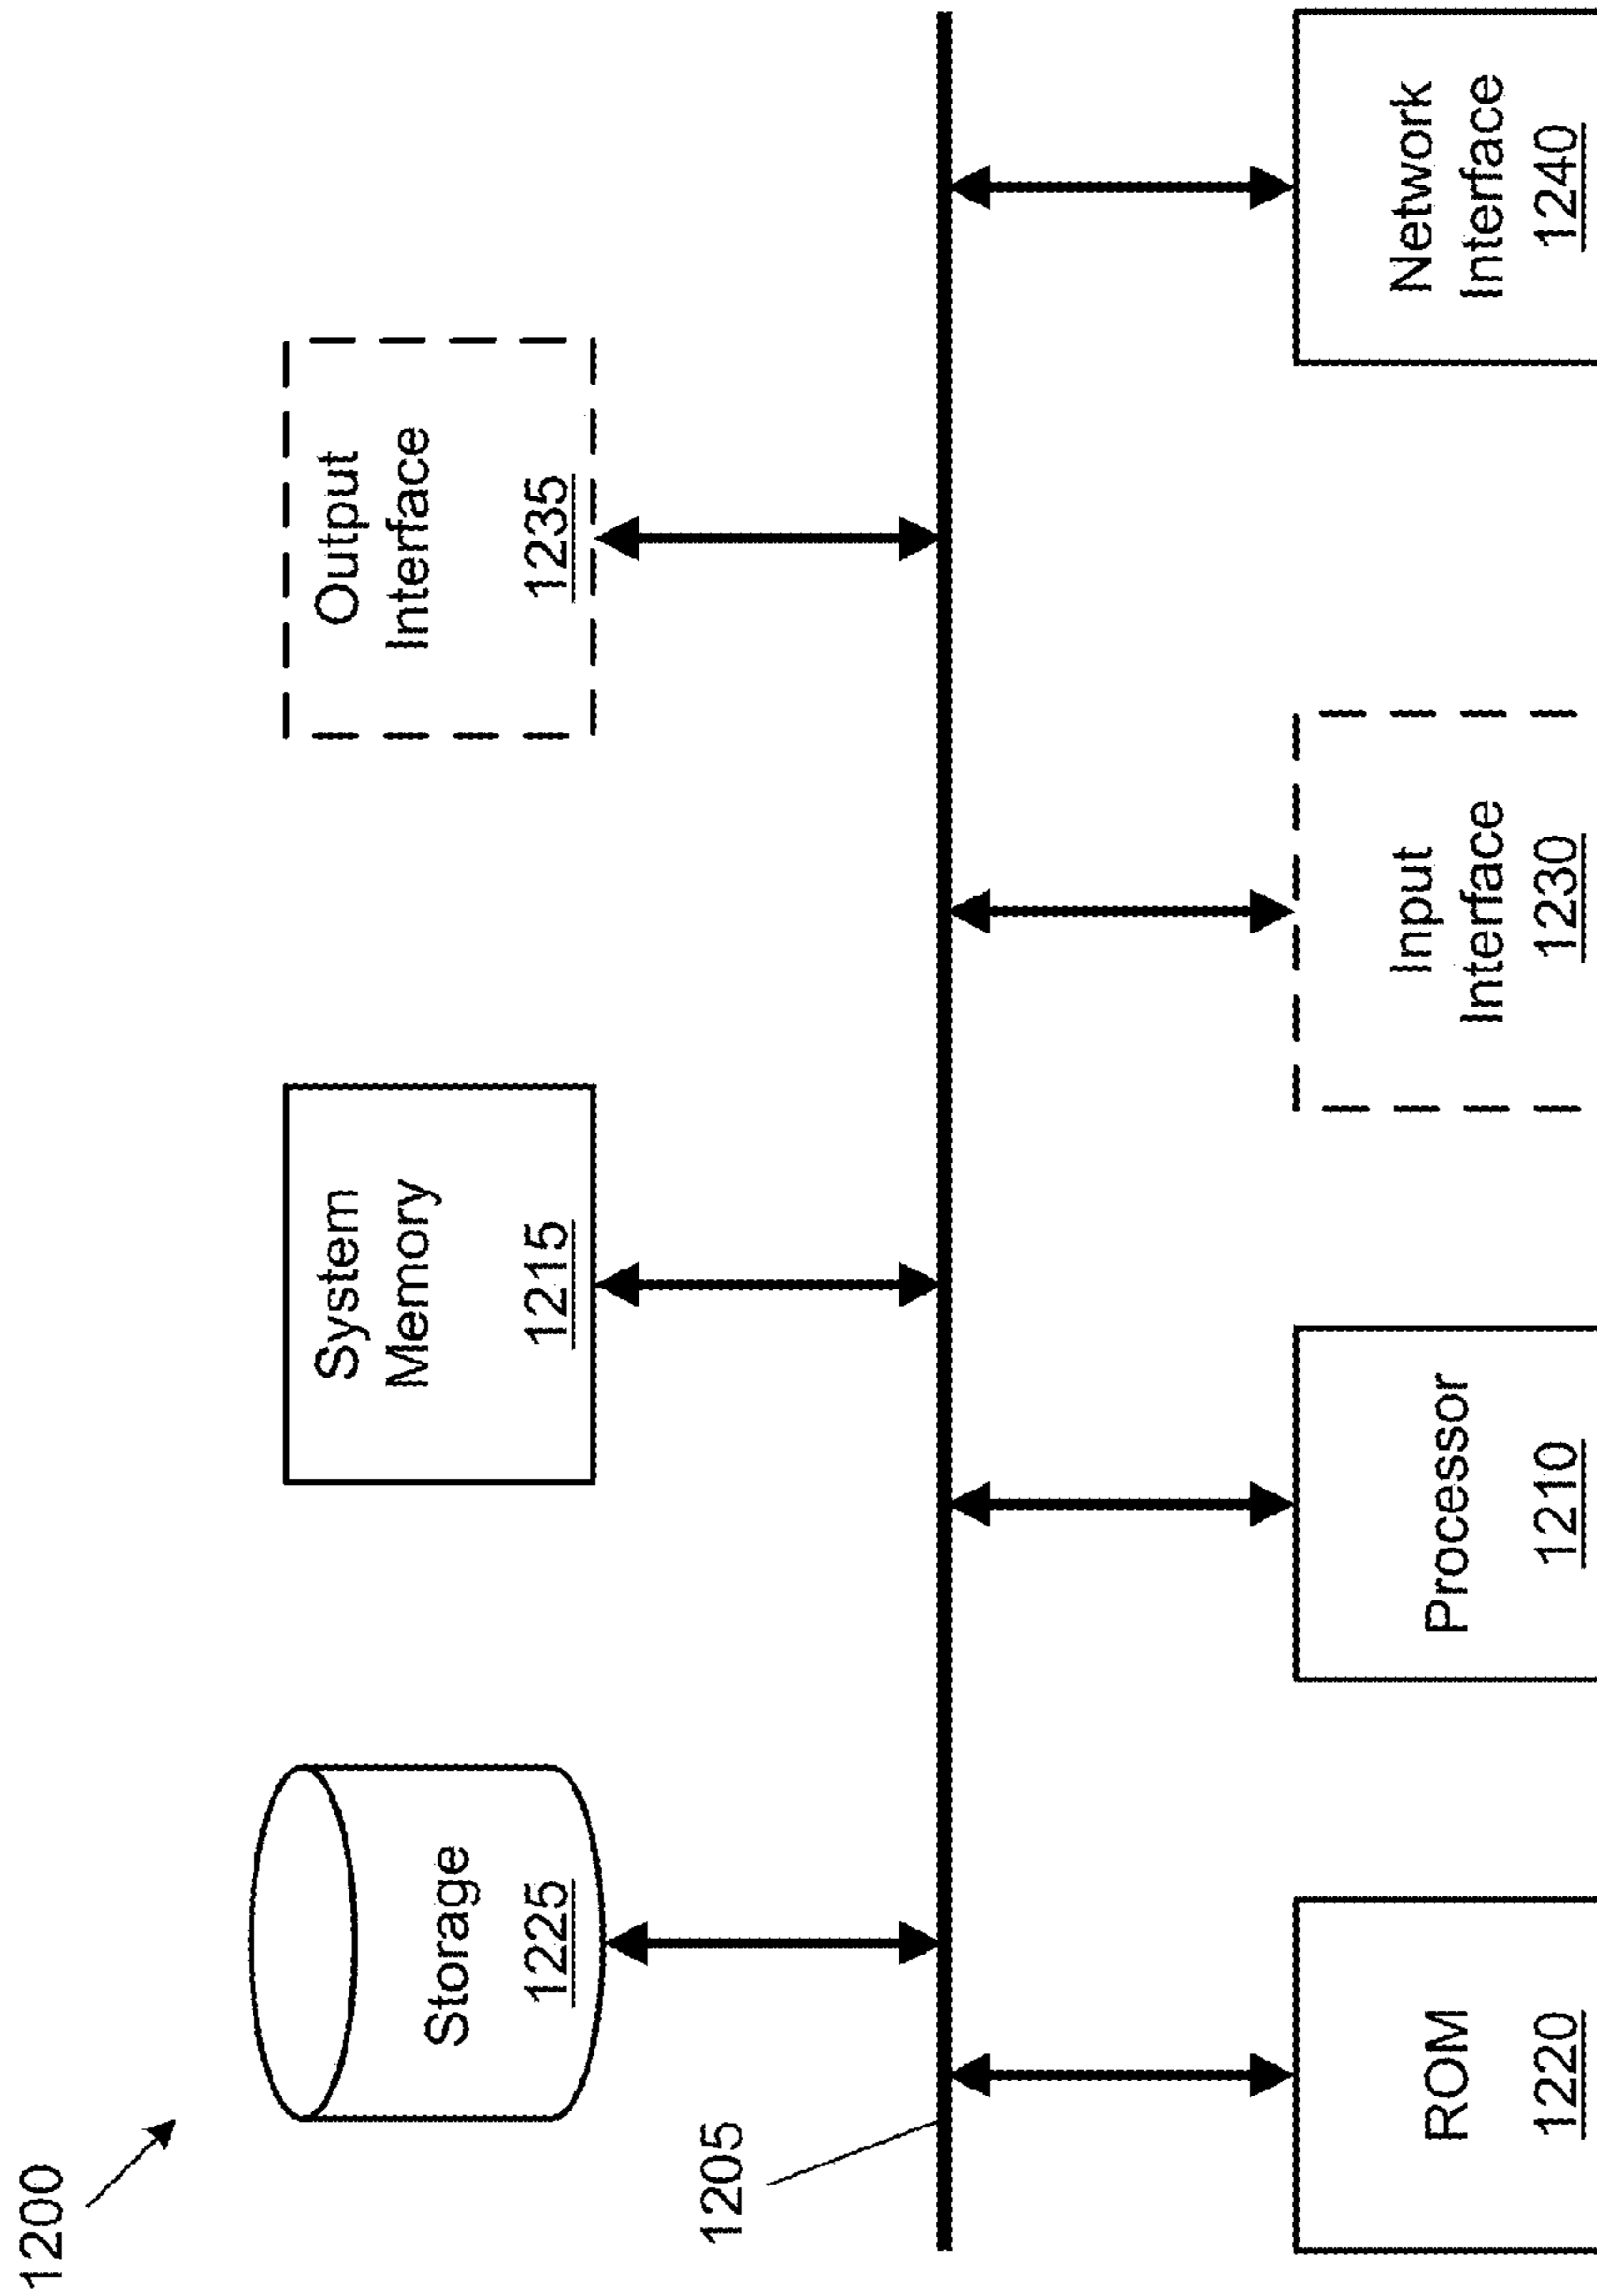 1200
Storage
1225
System
Memory
1215
Output
Interface
1235
1205
ROM
1220
Processor
1210
Input
Interface
1230
Network
Interface
1240